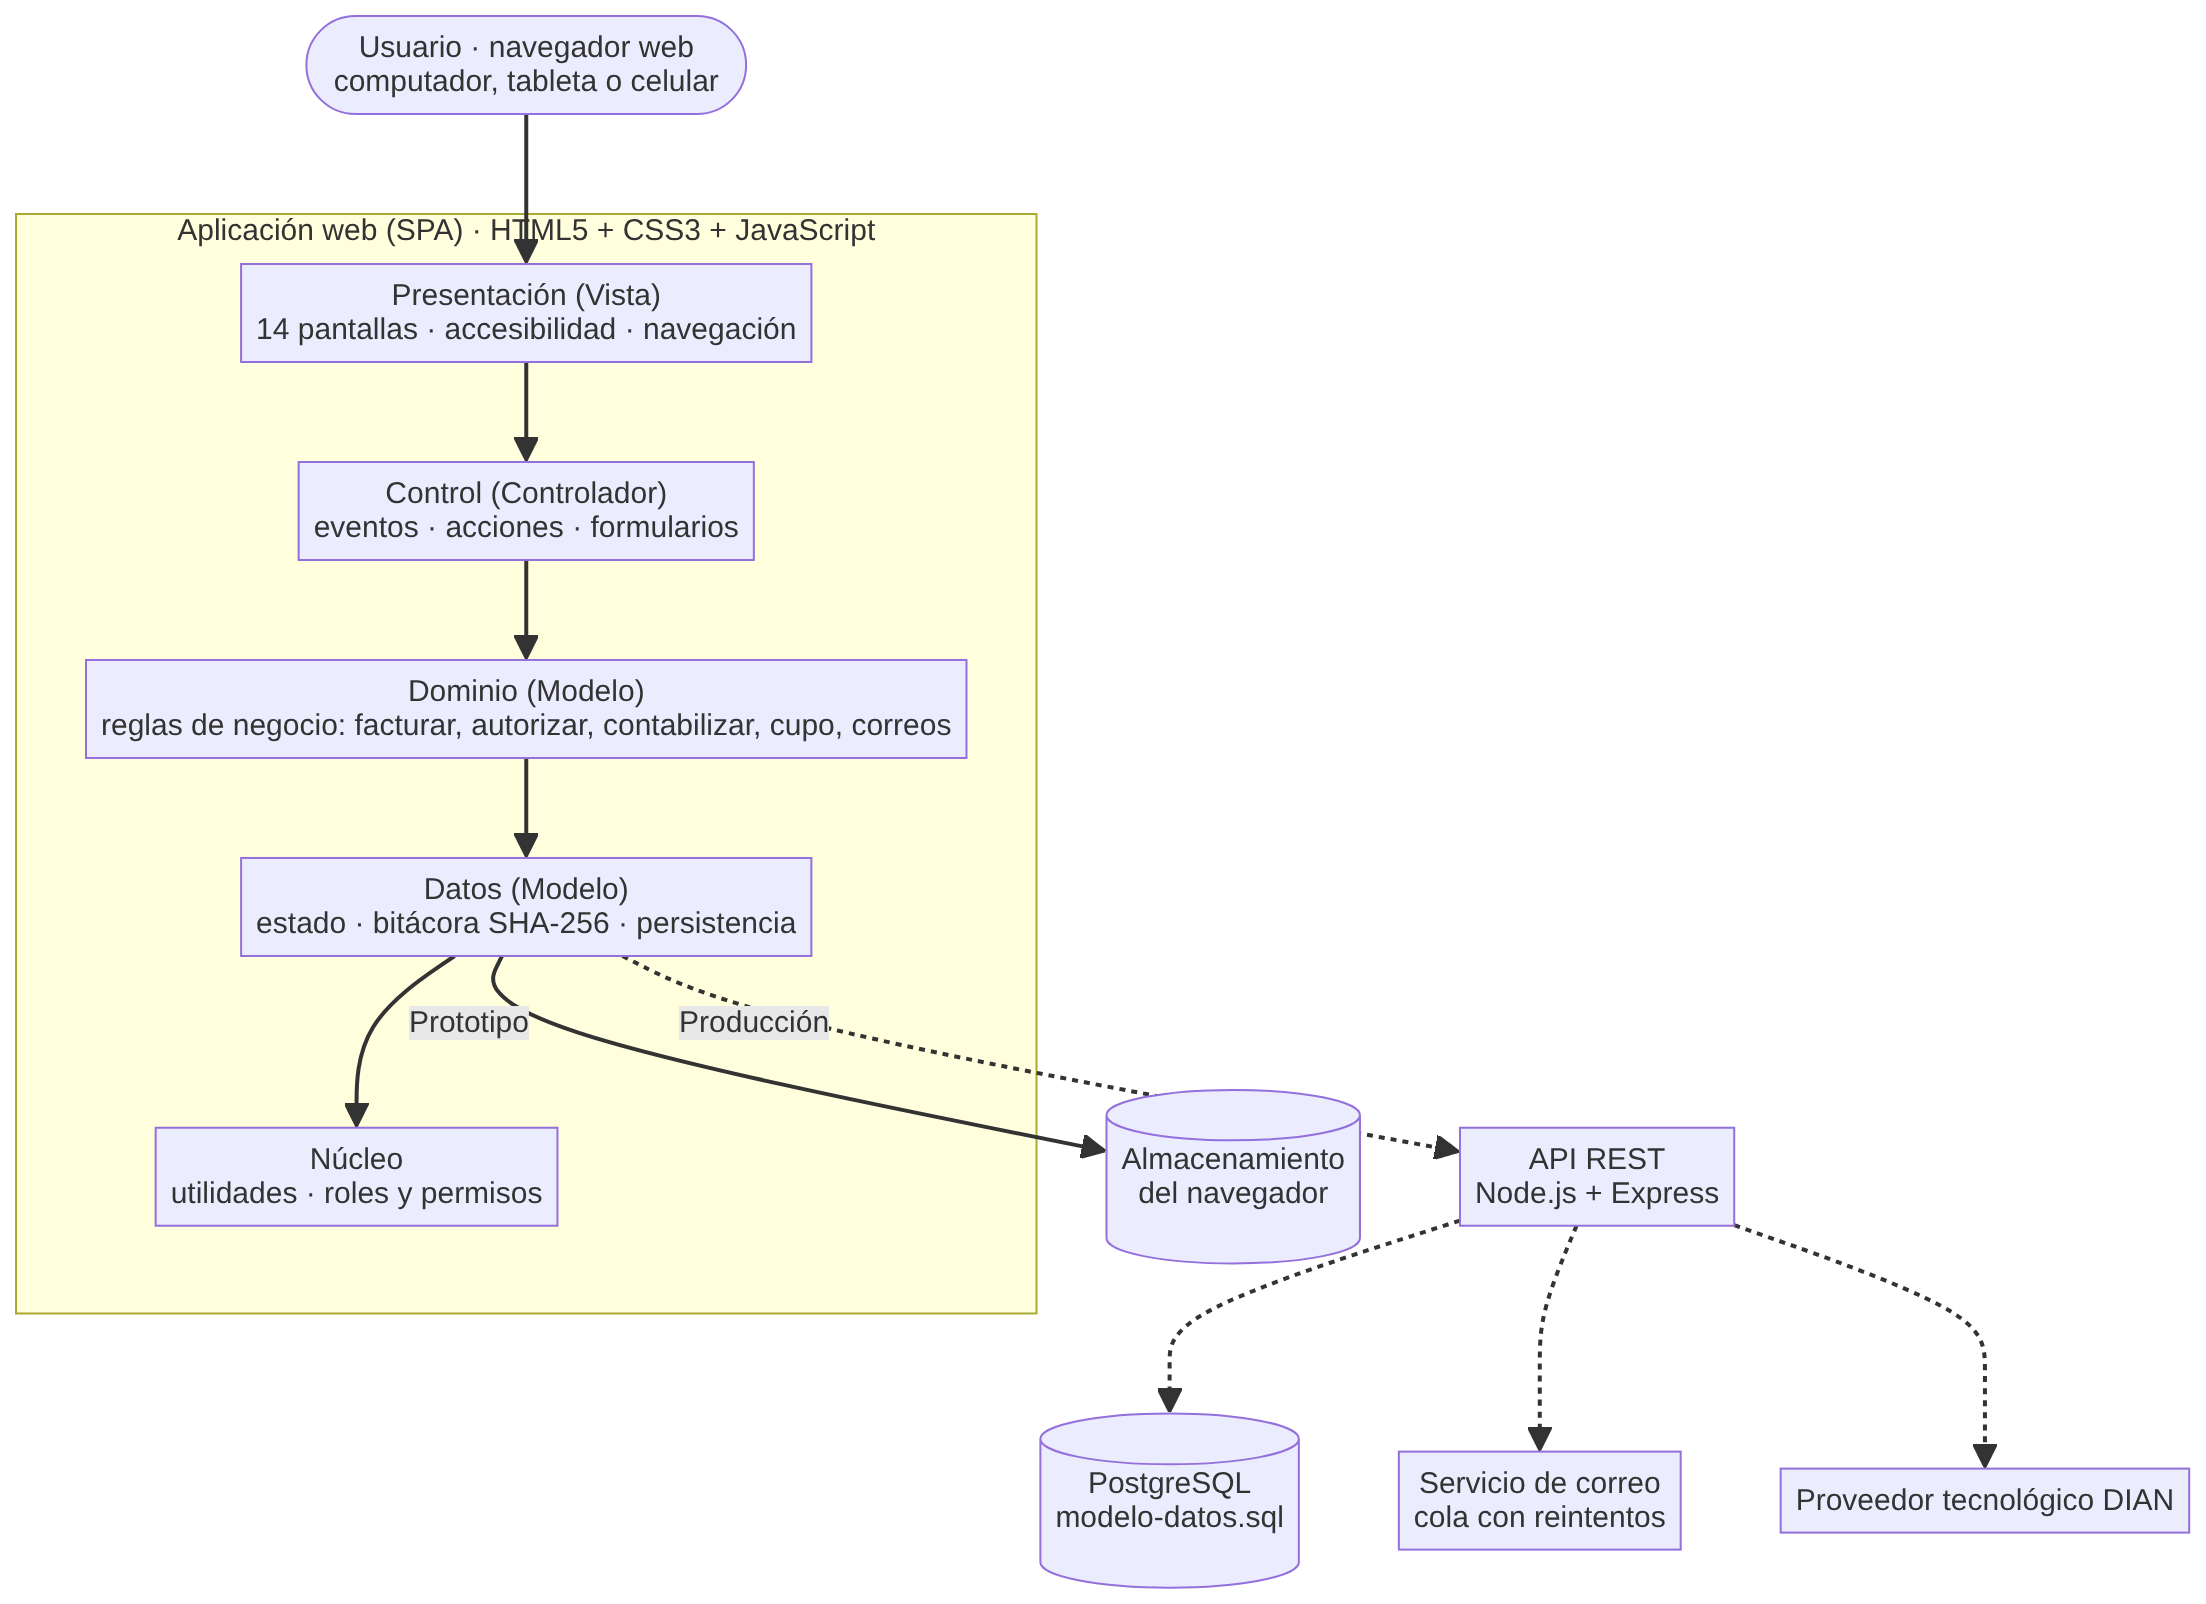 Usuario · navegador web
computador, tableta o celular
Aplicación web (SPA) · HTML5 + CSS3 + JavaScript
Presentación (Vista)
14 pantallas · accesibilidad · navegación
Control (Controlador)
eventos · acciones · formularios
Dominio (Modelo)
reglas de negocio: facturar, autorizar, contabilizar, cupo, correos
Datos (Modelo)
estado · bitácora SHA-256 · persistencia
Prototipo
Producción
Núcleo
utilidades · roles y permisos
Almacenamiento
del navegador
API REST
Node.js + Express
PostgreSQL
modelo-datos.sql
Servicio de correo
cola con reintentos
Proveedor tecnológico DIAN